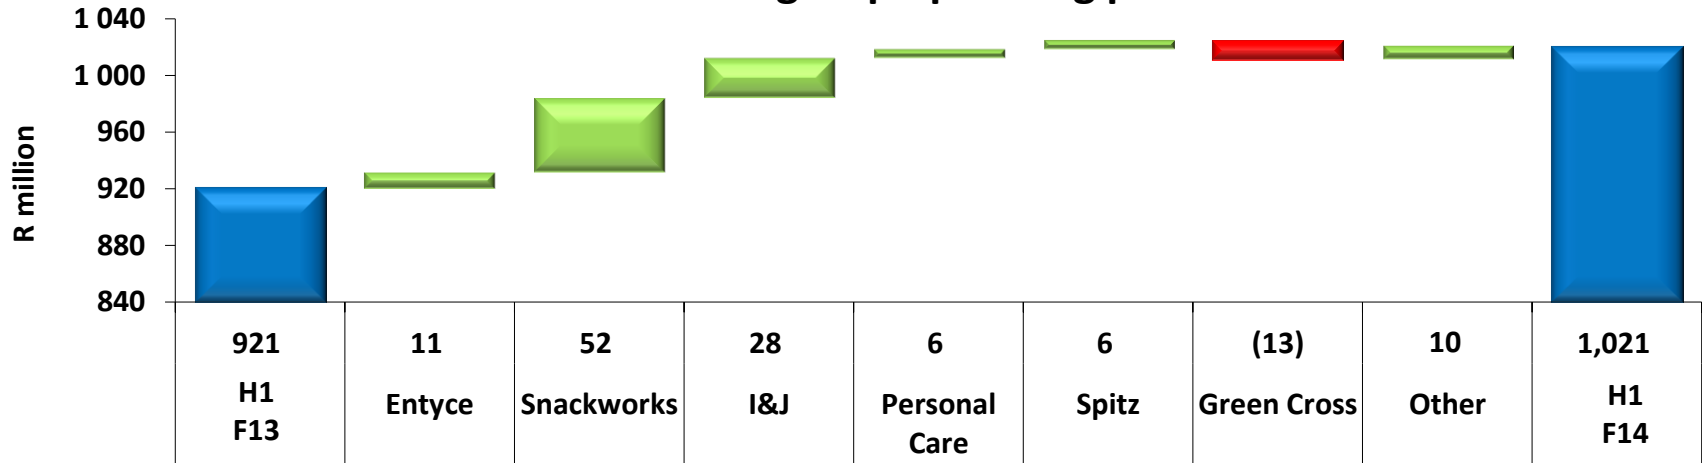 1 040
1 000
960
920
880
840
R million
921 11 52 28 6 6 (13) 10 1,021
H1 F13 Entyce Snackworks I&J Personal Care Spitz Green Cross Other H1 F14